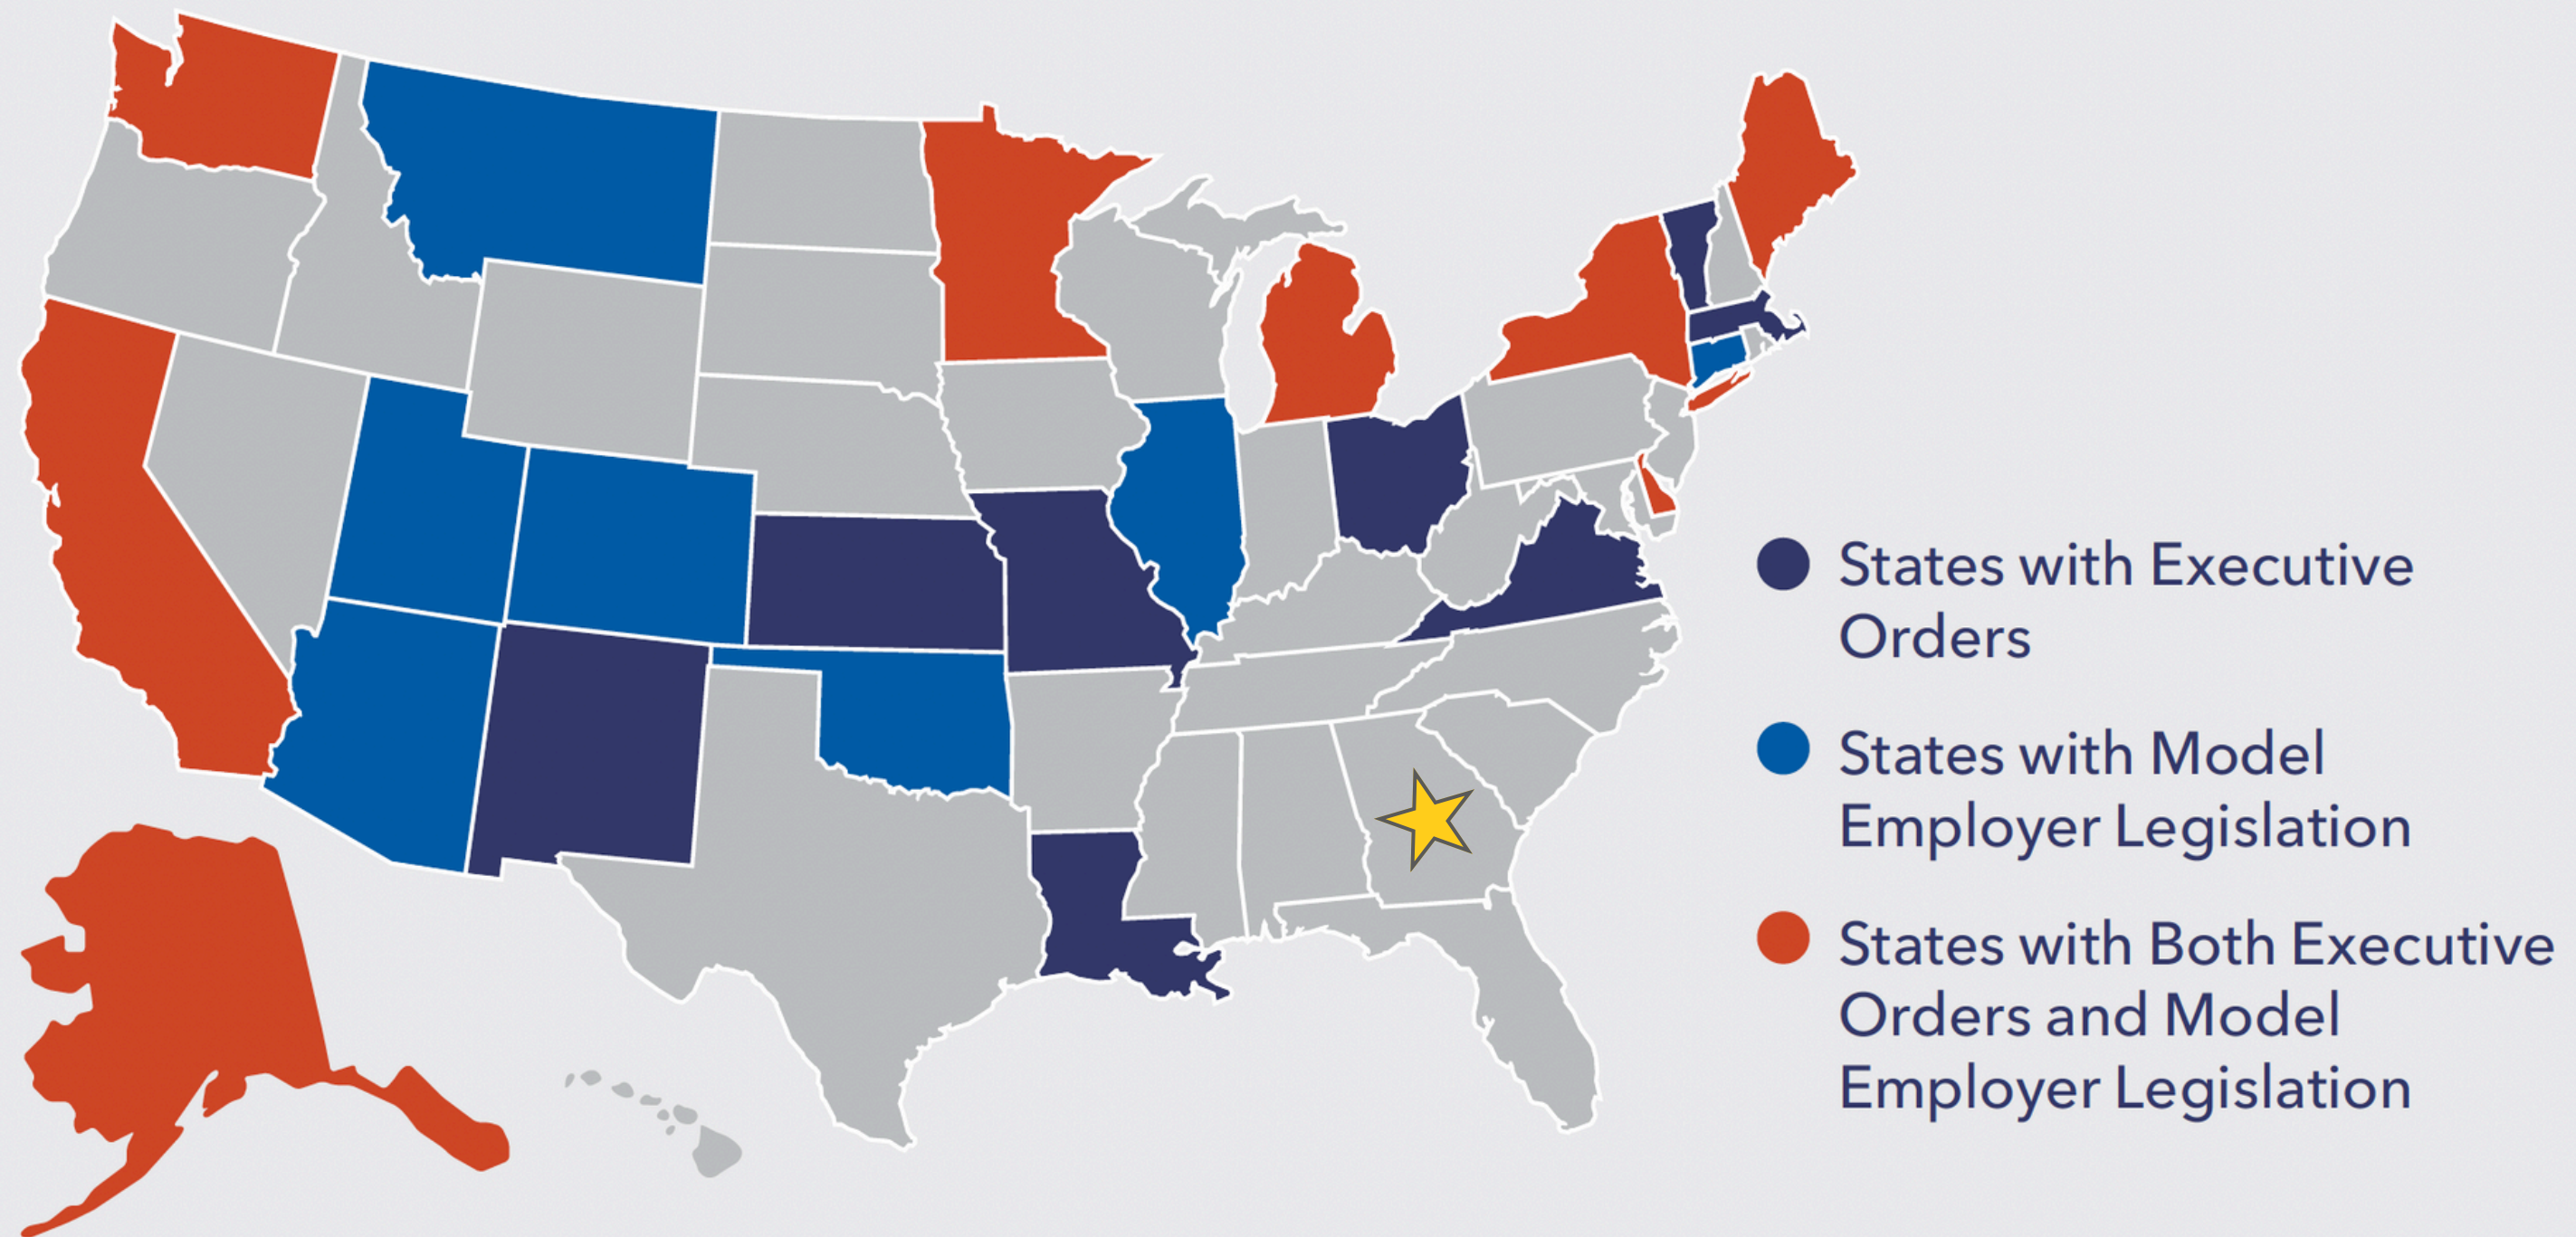 States with Executive
Orders
States with Model
Employer Legislation
States with Both Executive
Orders and Model
Employer Legislation